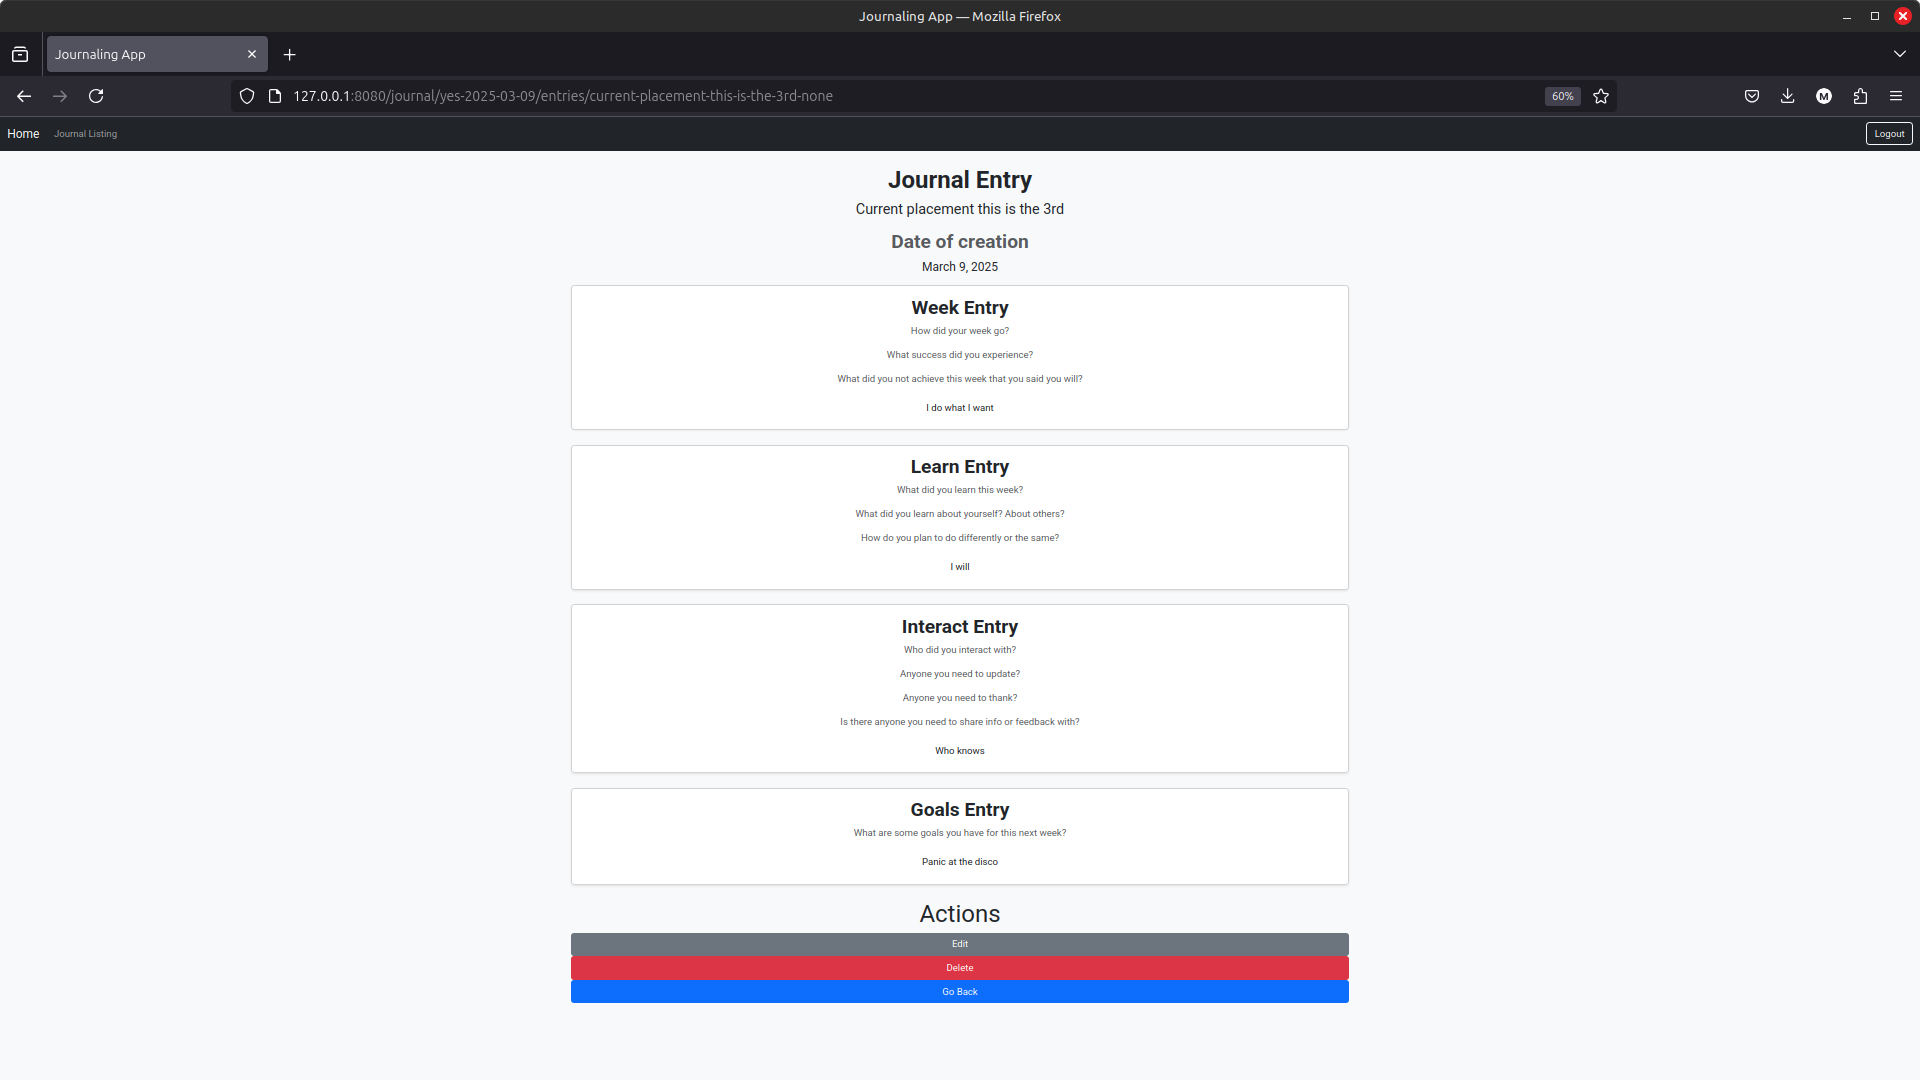 Journaling App — Mozilla Firefox
Journaling App
127.0.0.1:8080/journal/yes-2025-03-09/entries/current-placement-this-is-the-3rd-none
60%
M
Home
Journal Listing
Logout
Journal Entry
Current placement this is the 3rd
Date of creation
March 9, 2025
Week Entry
How did your week go?
What success did you experience?
What did you not achieve this week that you said you will?
I do what I want
Learn Entry
What did you learn this week?
What did you learn about yourself? About others?
How do you plan to do differently or the same?
I will
Interact Entry
Who did you interact with?
Anyone you need to update?
Anyone you need to thank?
Is there anyone you need to share info or feedback with?
Who knows
Goals Entry
What are some goals you have for this next week?
Panic at the disco
Actions
Edit
Delete
Go Back